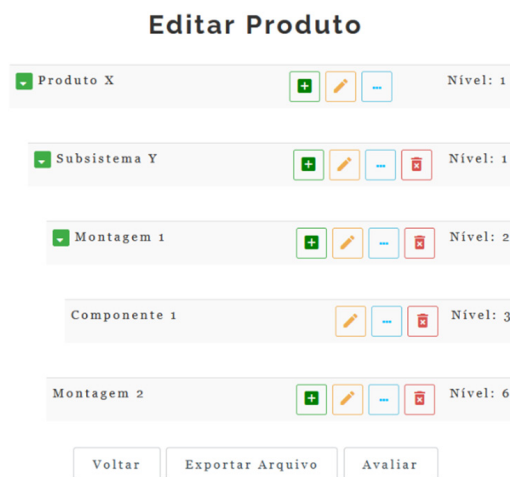 Editar Produto
Produto X Nível: 1
Subsistema Y Nível: 1
Montagem 1 Nível: 2
Componente 1 Nível: 3
Montagem 2 Nível: 6
Voltar Exportar Arquivo Avaliar